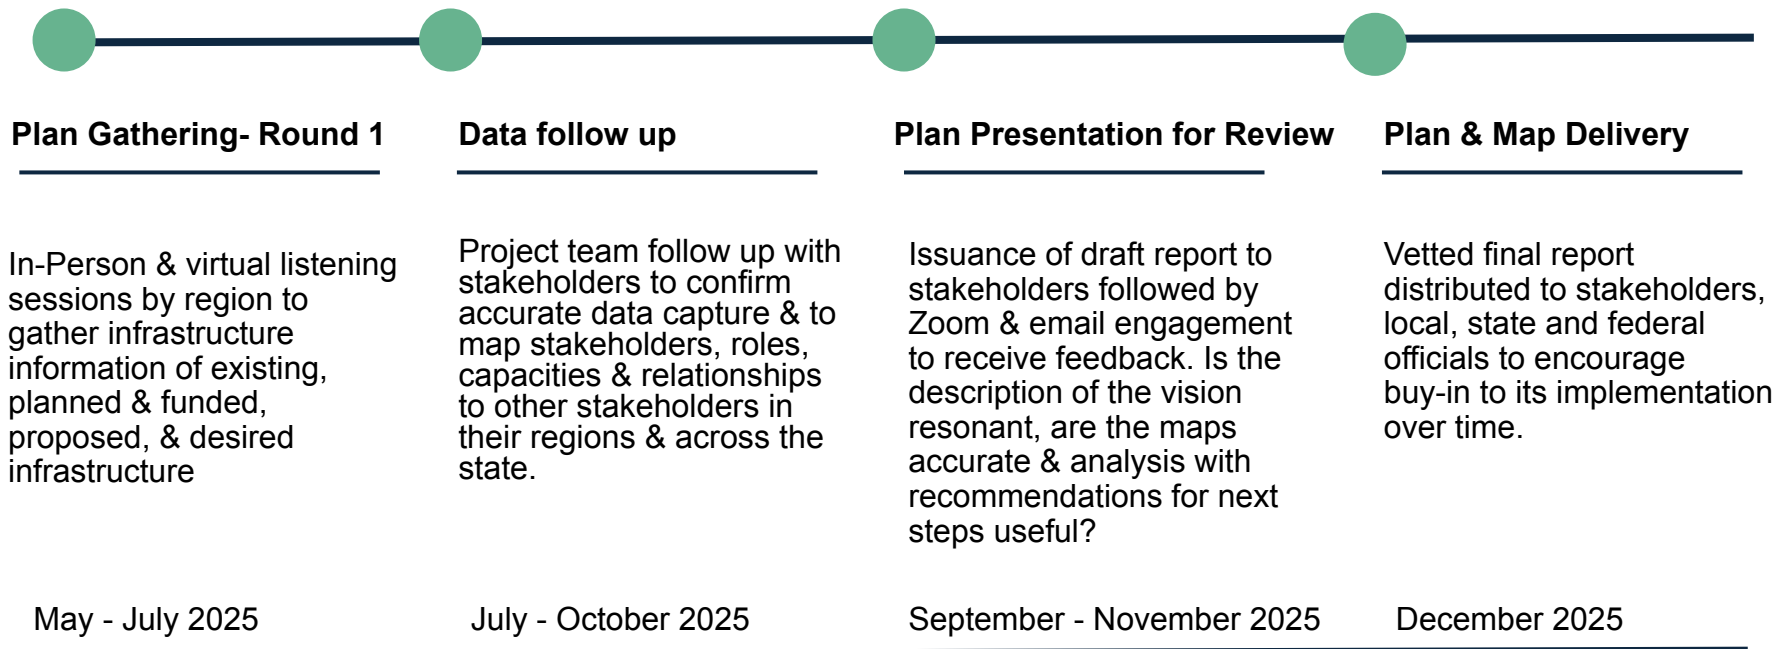 Plan Gathering- Round 1
In-Person & virtual listening
sessions by region to
gather infrastructure
information of existing,
planned & funded,
proposed, & desired
infrastructure
May - July 2025
Data follow up
Project team follow up with
stakeholders to confirm
accurate data capture & to
map stakeholders, roles,
capacities & relationships
to other stakeholders in
their regions & across the
state.
July - October 2025
Plan Presentation for Review
Issuance of draft report to
stakeholders followed by
Zoom & email engagement
to receive feedback. Is the
description of the vision
resonant, are the maps
accurate & analysis with
recommendations for next
steps useful?
September - November 2025
Plan & Map Delivery
Vetted final report
distributed to stakeholders,
local, state and federal
officials to encourage
buy-in to its implementation
over time.
December 2025